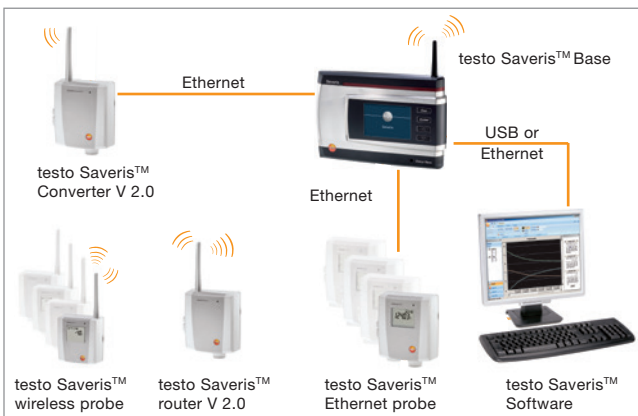 testo Saveris™ Base
Ethernet
USB or
Ethernet
testo Saveris™
Converter V 2.0
Ethernet
testo Saveris™
wireless probe
testo Saveris™
router V 2.0
testo Saveris™
Ethernet probe
testo Saveris™
Software